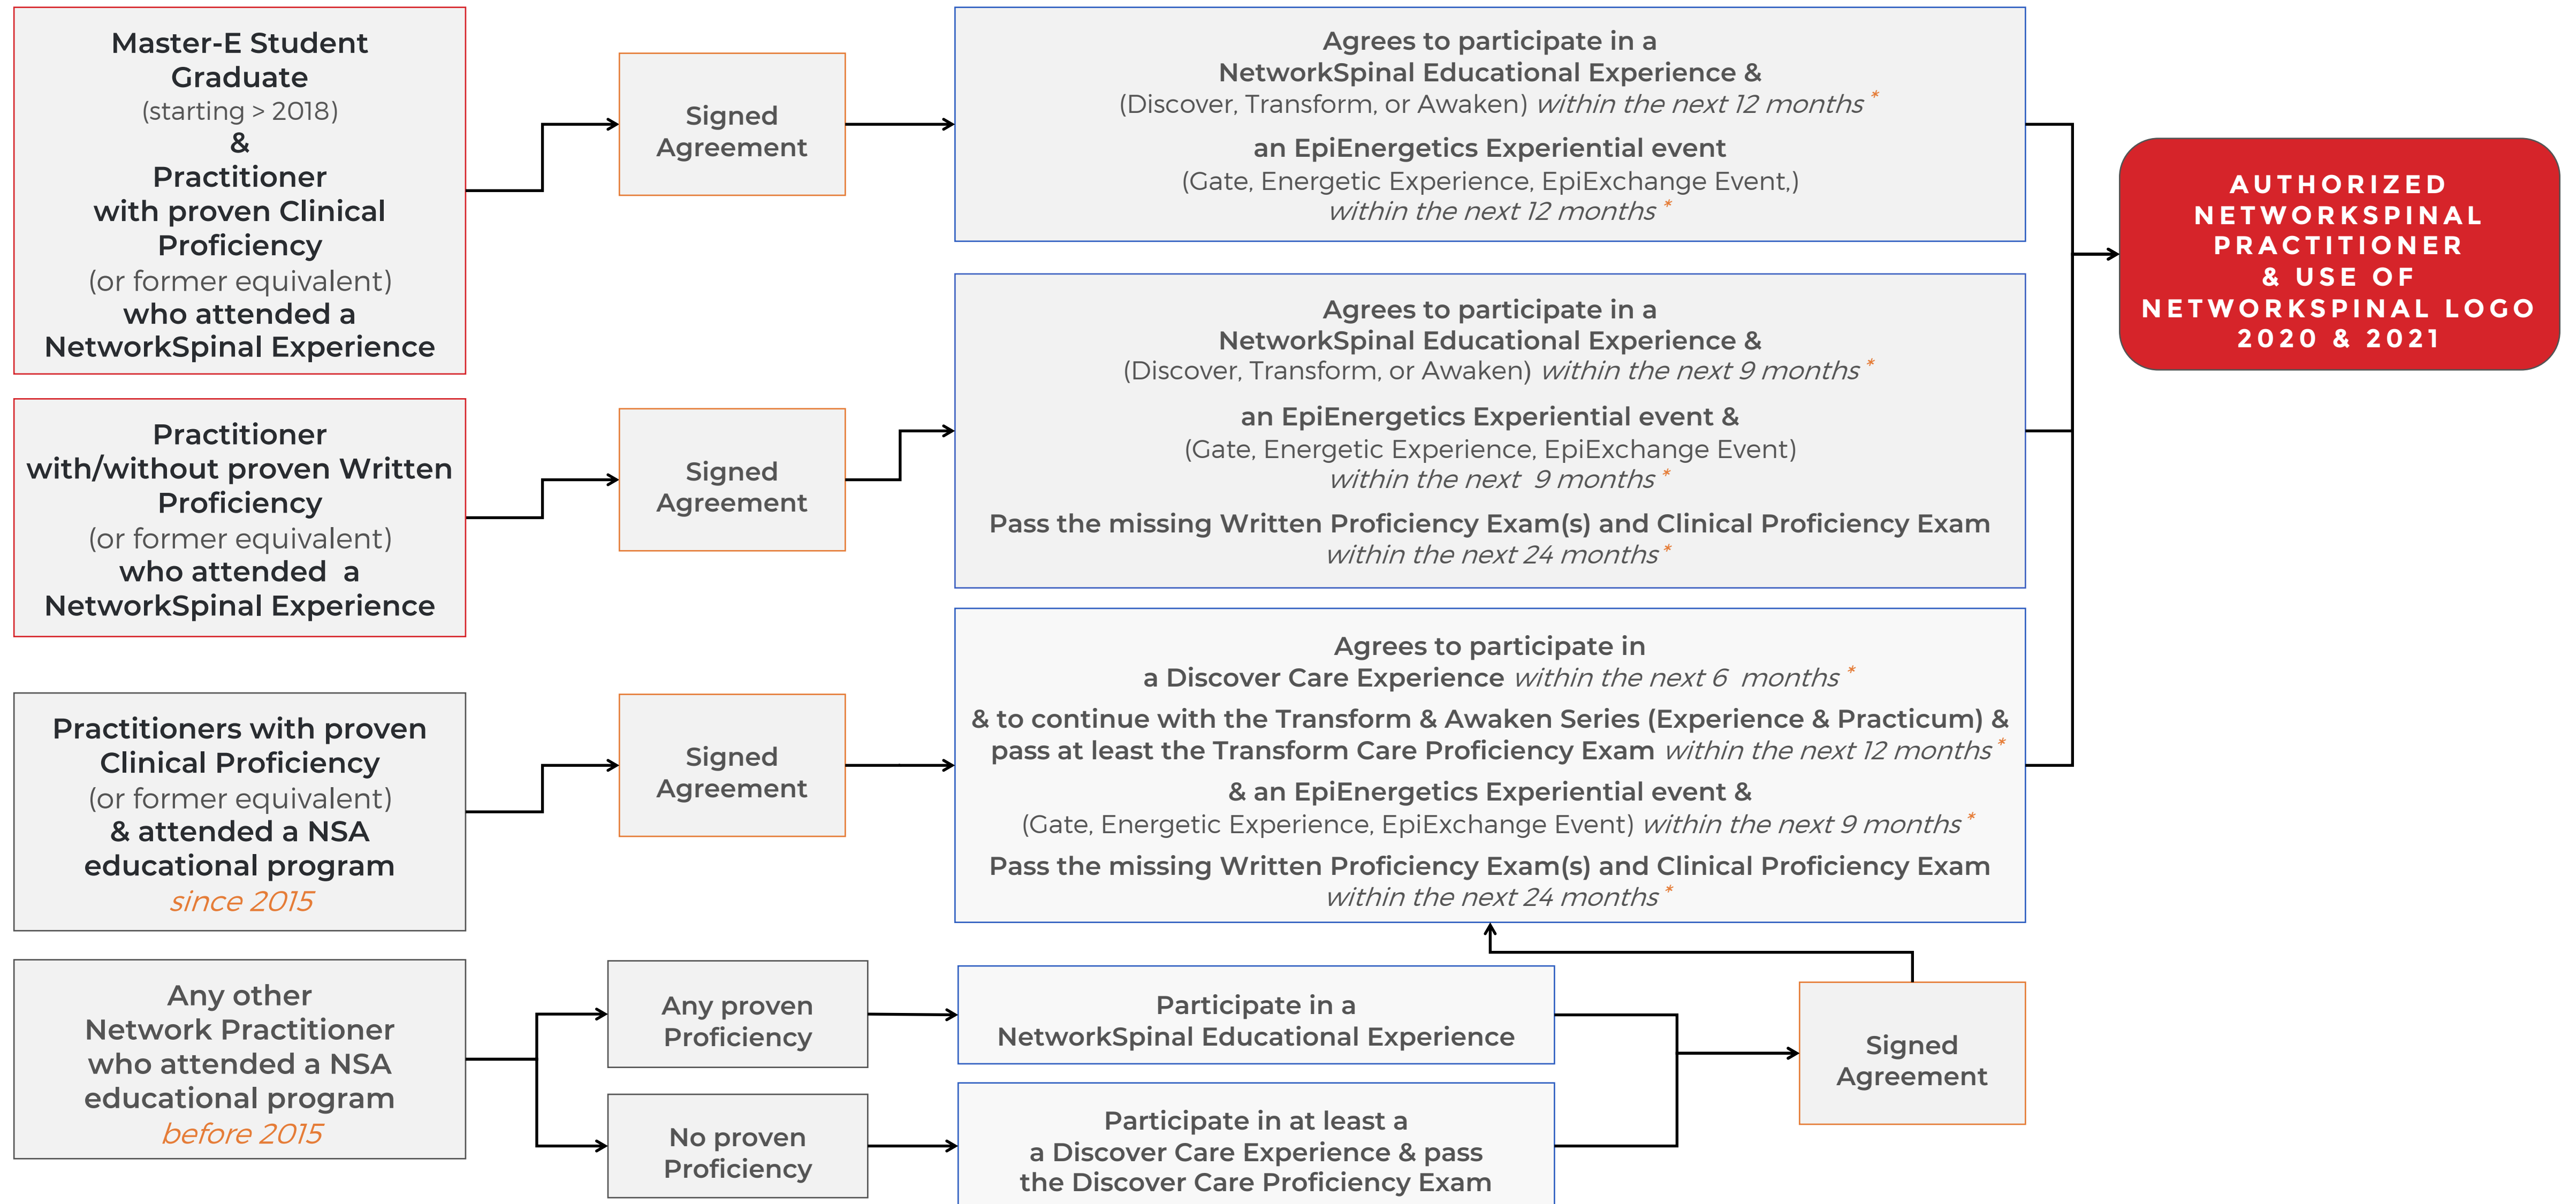 Master-E Student
Graduate
(starting > 2018)
&
Practitioner
with proven Clinical
Proficiency
(or former equivalent)
who attended a
NetworkSpinal Experience
Signed
Agreement
Agrees to participate in a
NetworkSpinal Educational Experience &
(Discover, Transform, or Awaken) within the next 12 months *
an EpiEnergetics Experiential event
(Gate, Energetic Experience, EpiExchange Event,)
within the next 12 months *
AUTHORIZED
NETWORKSPINAL
PRACTITIONER
& USE OF
NETWORKSPINAL LOGO
2020 & 2021
Practitioner
with/without proven Written
Proficiency
(or former equivalent)
who attended a
NetworkSpinal Experience
Signed
Agreement
Agrees to participate in a
NetworkSpinal Educational Experience &
(Discover, Transform, or Awaken) within the next 9 months *
an EpiEnergetics Experiential event &
(Gate, Energetic Experience, EpiExchange Event)
within the next 9 months *
Pass the missing Written Proficiency Exam(s) and Clinical Proficiency Exam
within the next 24 months *
Practitioners with proven
Clinical Proficiency
(or former equivalent)
& attended a NSA
educational program
since 2015
Signed
Agreement
Agrees to participate in
a Discover Care Experience within the next 6 months *
& to continue with the Transform & Awaken Series (Experience & Practicum) &
pass at least the Transform Care Proficiency Exam within the next 12 months *
& an EpiEnergetics Experiential event &
(Gate, Energetic Experience, EpiExchange Event) within the next 9 months *
Pass the missing Written Proficiency Exam(s) and Clinical Proficiency Exam
within the next 24 months *
Any other
Network Practitioner
who attended a NSA
educational program
before 2015
Any proven
Proficiency
Participate in a
NetworkSpinal Educational Experience
No proven
Proficiency
Participate in at least a
a Discover Care Experience & pass
the Discover Care Proficiency Exam
Signed
Agreement